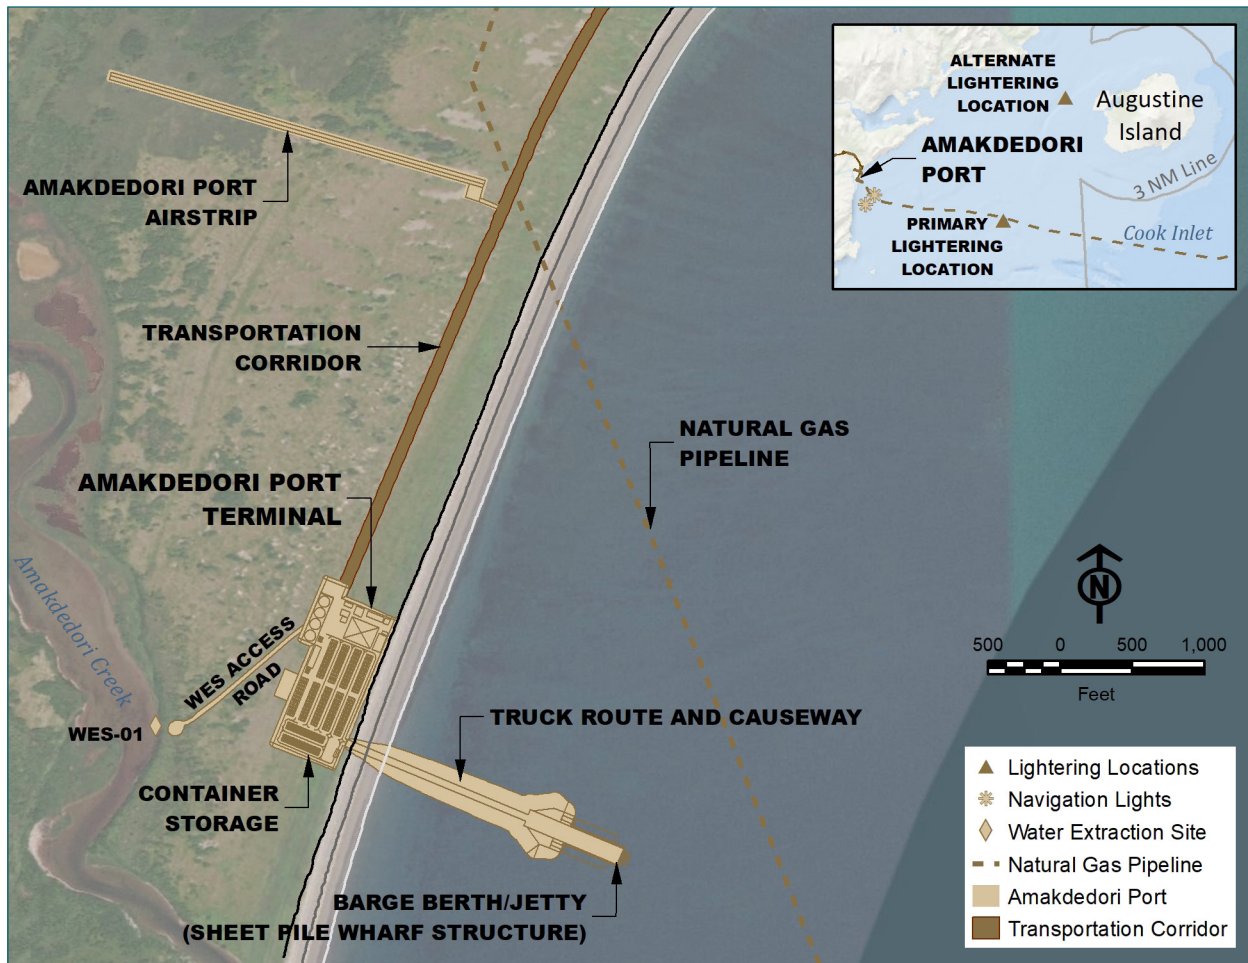 ALTERNATE
LIGHTERING
LOCATION
Augustine
Island
AMAKDEDORI
PORT
3 NM Line
PRIMARY
LIGHTERING
LOCATION
Cook Inlet
AMAKDEDORI PORT
AIRSTRIP
TRANSPORTATION
CORRIDOR
NATURAL GAS
PIPELINE
AMAKDEDORI PORT
TERMINAL
Amakdedori Creek
WES ACCESS
ROAD
WES-01
TRUCK ROUTE AND CAUSEWAY
CONTAINER
STORAGE
BARGE BERTH/JETTY
(SHEET PILE WHARF STRUCTURE)
N
500 0 500 1,000
Feet
Lightering Locations
Navigation Lights
Water Extraction Site
Natural Gas Pipeline
Amakdedori Port
Transportation Corridor